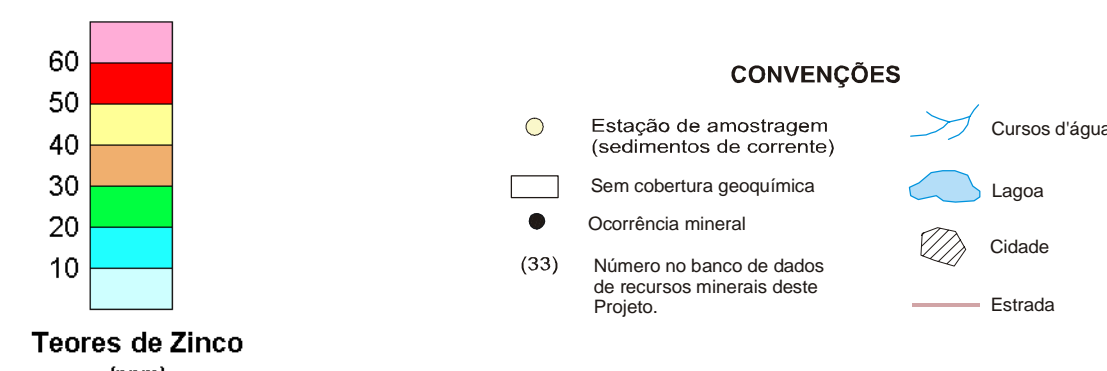 60
50
40
30
20
10
Teores de Zinco
CONVENÇÕES
Estação de amostragem
(sedimentos de corrente)
Sem cobertura geoquímica
Ocorrência mineral
(33)
Número no banco de dados
de recursos minerais deste
Projeto.
Cursos d'água
Lagoa
Cidade
Estrada